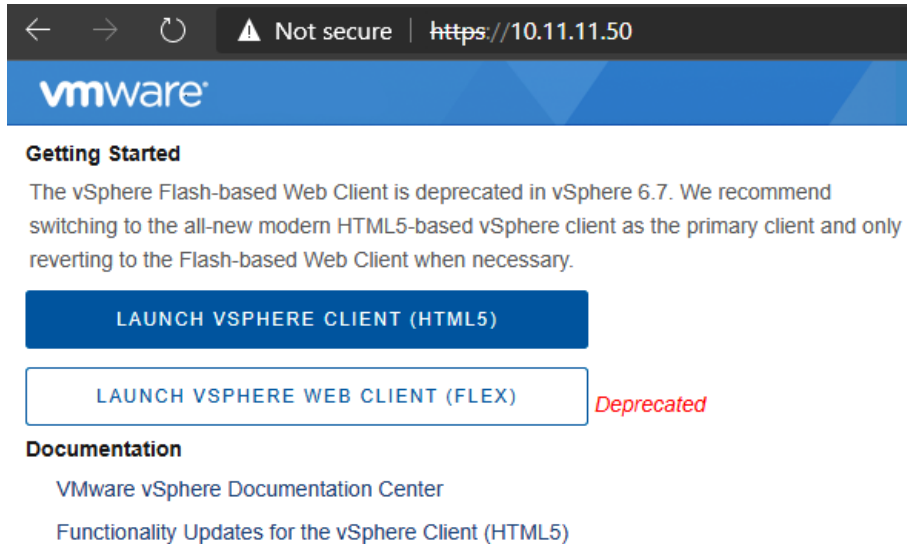 Not secure | https://10.11.11.50
vmware®
Getting Started
The vSphere Flash-based Web Client is deprecated in vSphere 6.7. We recommend
switching to the all-new modern HTML5-based vSphere client as the primary client and only
reverting to the Flash-based Web Client when necessary.
LAUNCH VSPHERE CLIENT (HTML5)
LAUNCH VSPHERE WEB CLIENT (FLEX) Deprecated
Documentation
VMware vSphere Documentation Center
Functionality Updates for the vSphere Client (HTML5)